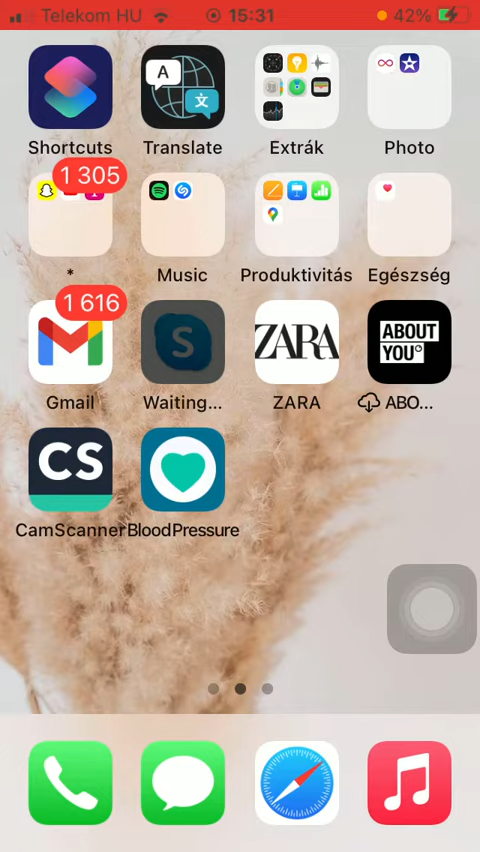 Telekom HU 15:31 42%
A 文
Shortcuts Translate Extrák Photo
1 305
* Music Produktivitás Egészség
1 616
S ZARA ABOUT
YOU°
Gmail Waiting... ZARA ABO...
CS
CamScanner BloodPressure